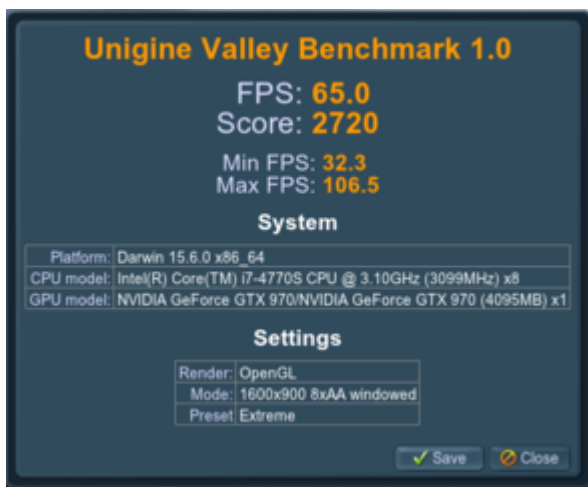 Unigine Valley Benchmark 1.0
FPS: 65.0
Score: 2720
Min FPS: 32.3
Max FPS: 106.5
System
Platform: Darwin 15.6.0 x86_64
CPU model: Intel(R) Core(TM) i7-4770S CPU @ 3.10GHz (3099MHz) x8
GPU model: NVIDIA GeForce GTX 970/NVIDIA GeForce GTX 970 (4095MB) x1
Settings
Render: OpenGL
Mode: 1600x900 8xAA windowed
Preset Extreme
Save Close